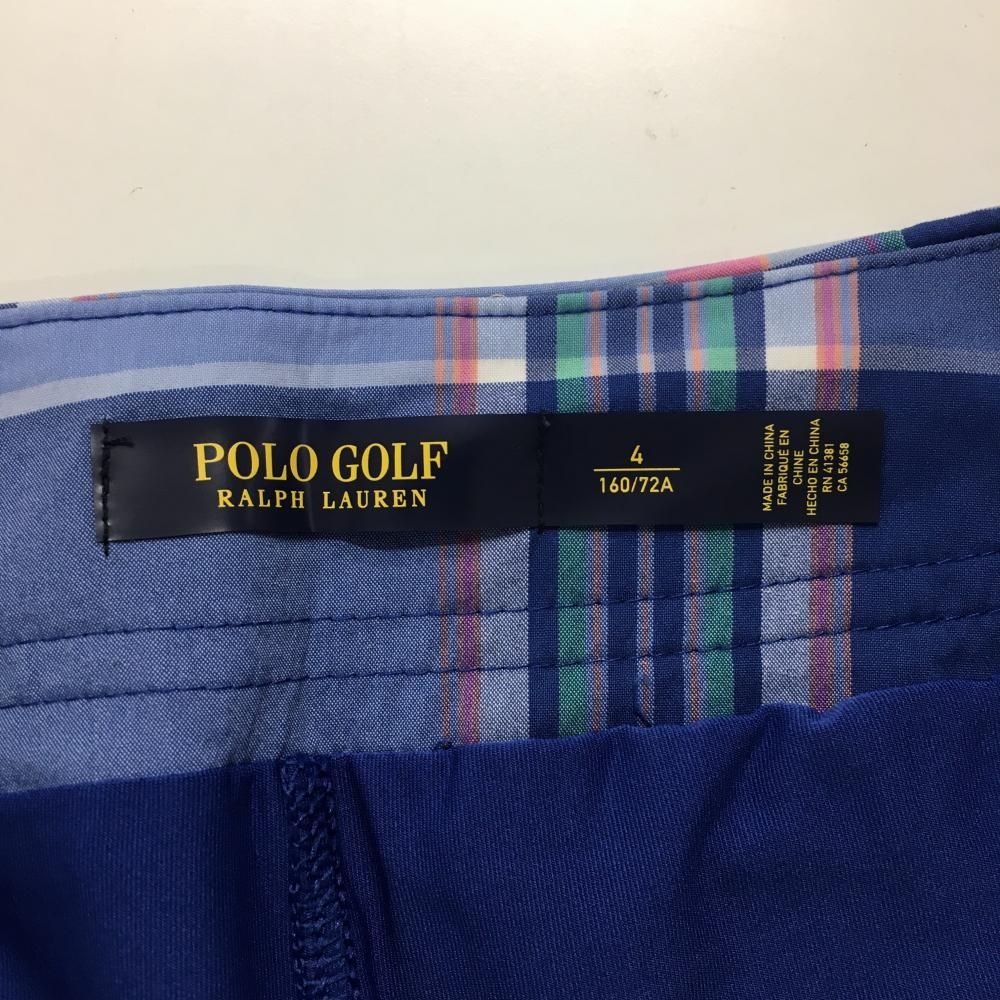 POLO GOLF
RALPH LAUREN
4
160/72A
MADE IN CHINA
FABRIQUÉ EN
CHINE
HECHO EN CHINA
RN 41381
CA 56658